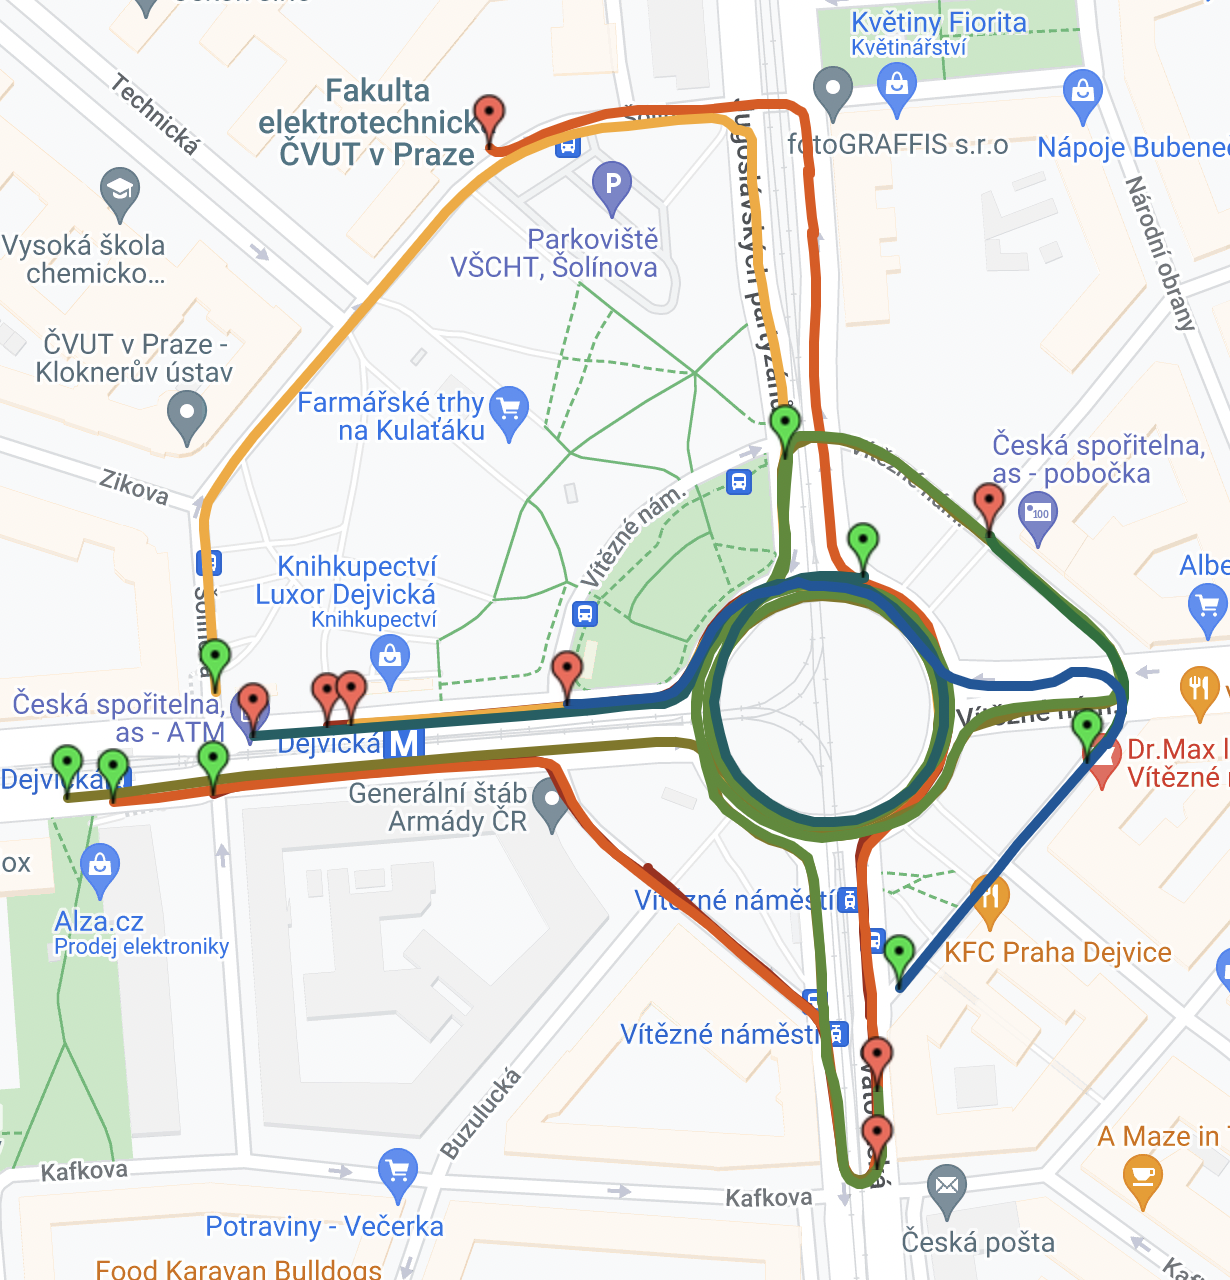 Květiny Fiorita
Květinářství
Technická
Fakulta
elektrotechnick
ČVUT v Praze
fotoGRAFFIS s.r.o
Nápoje Bubene
P
Vysoká škola
chemicko...
Parkoviště
VŠCHT, Šolínova
Jugoslávských partyzán
Národní obrany
ČVUT v Praze -
Kloknerův ústav
Farmářské trhy
na Kulaťáku
Zikova
Vítězné nám.
Vítězné nám.
Česká spořitelna,
as - pobočka
100
Knihkupectví
Luxor Dejvická
Knihkupectví
Albe
Česká spořitelna,
as - ATM
Dejvická
M
Dejvická
Vítězné nám.
Dr.Max l
Vítězné
Generální štáb
Armády ČR
ox
Alza.cz
Prodej elektroniky
Vítězné náměstí
KFC Praha Dejvice
Vítězné náměstí
Buzulucká
A Maze in
Kafkova
Kafkova
Potraviny - Večerka
Česká pošta
Food Karavan Bulldogs
Kaf